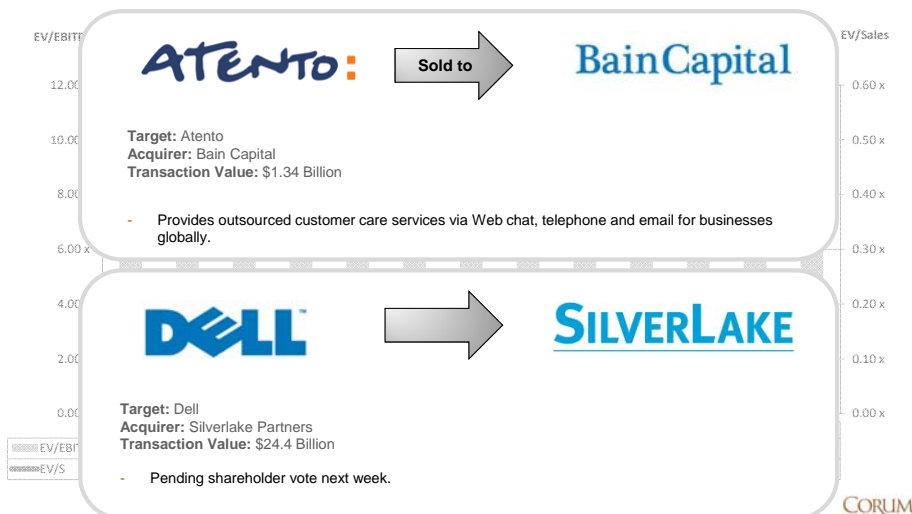 EV/Sales
12.00
0.60 x
10.00
0.50 x
8.00
0.40 x
6.00 x
0.30 x
4.00
0.20 x
2.00
0.10 x
0.00
0.00 x
EV/S
ATENTO:
Sold to
BainCapital
Target: Atento
Acquirer: Bain Capital
Transaction Value: $1.34 Billion
- Provides outsourced customer care services via Web chat, telephone and email for businesses
globally.
DELL
SILVERLAKE
Target: Dell
Acquirer: Silverlake Partners
Transaction Value: $24.4 Billion
- Pending shareholder vote next week.
CORUM